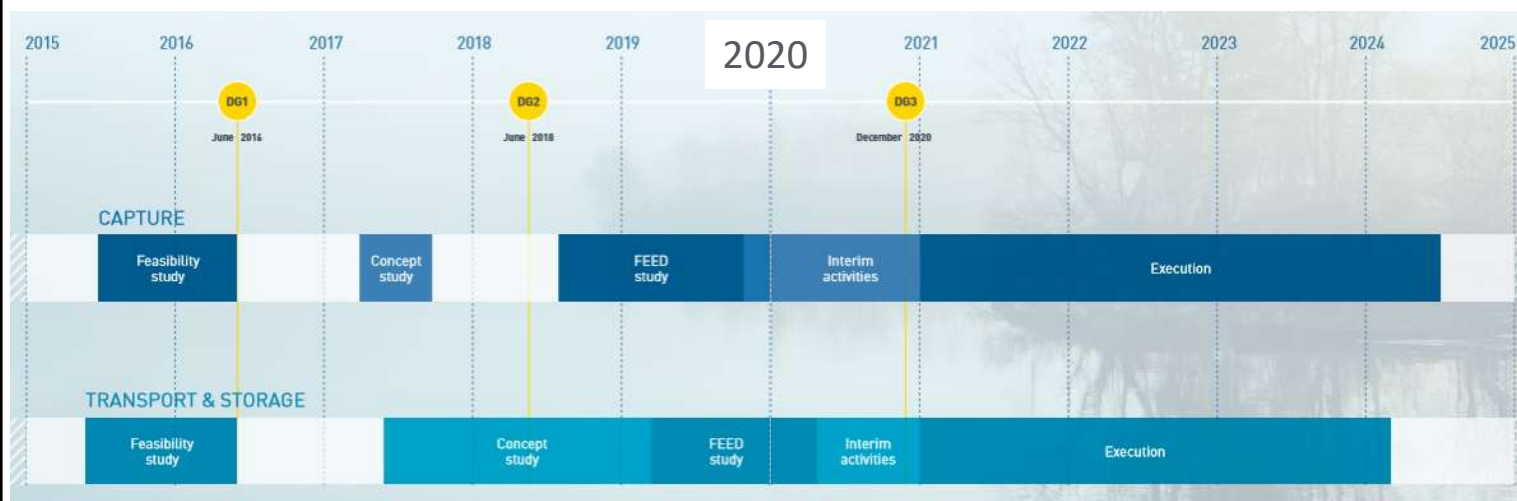 2015 2016 2017 2018 2019 2020 2021 2022 2023 2024 2025
DG1 DG2 DG3
June 2016 June 2018 December 2020
CAPTURE
Feasibility
study
Concept
study
FEED
study
Interim
activities
Execution
TRANSPORT & STORAGE
Feasibility
study
Concept
study
FEED
study
Interim
activities
Execution